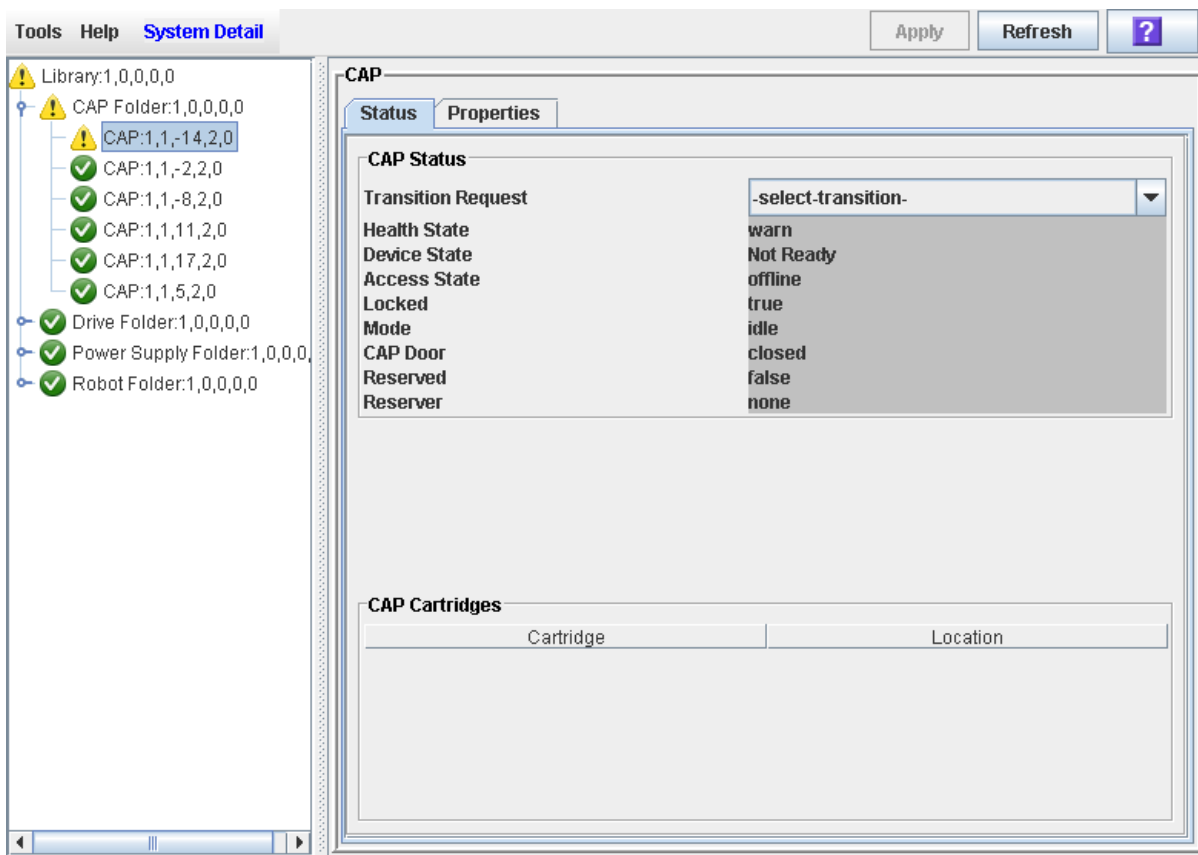 Tools Help System Detail Apply Refresh ?
Library:1,0,0,0,0
CAP Folder:1,0,0,0,0
CAP:1,1,-14,2,0
CAP:1,1,-2,2,0
CAP:1,1,-8,2,0
CAP:1,1,11,2,0
CAP:1,1,17,2,0
CAP:1,1,5,2,0
Drive Folder:1,0,0,0,0
Power Supply Folder:1,0,0,0,
Robot Folder:1,0,0,0,0
CAP
Status Properties
CAP Status
Transition Request -select-transition-
Health State warn
Device State Not Ready
Access State offline
Locked true
Mode idle
CAP Door closed
Reserved false
Reserver none
CAP Cartridges
Cartridge Location